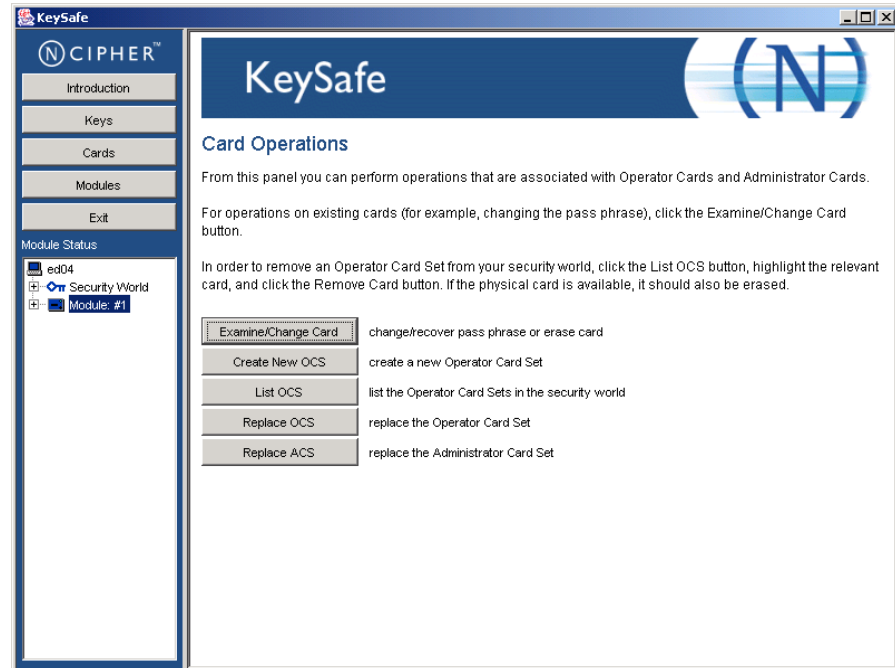 KeySafe
NCIPHER™
Introduction
Keys
Cards
Modules
Exit
Module Status
ed04
Security World
Module: #1
KeySafe
(N)
Card Operations
From this panel you can perform operations that are associated with Operator Cards and Administrator Cards.
For operations on existing cards (for example, changing the pass phrase), click the Examine/Change Card
button.
In order to remove an Operator Card Set from your security world, click the List OCS button, highlight the relevant
card, and click the Remove Card button. If the physical card is available, it should also be erased.
Examine/Change Card change/recover pass phrase or erase card
Create New OCS create a new Operator Card Set
List OCS list the Operator Card Sets in the security world
Replace OCS replace the Operator Card Set
Replace ACS replace the Administrator Card Set